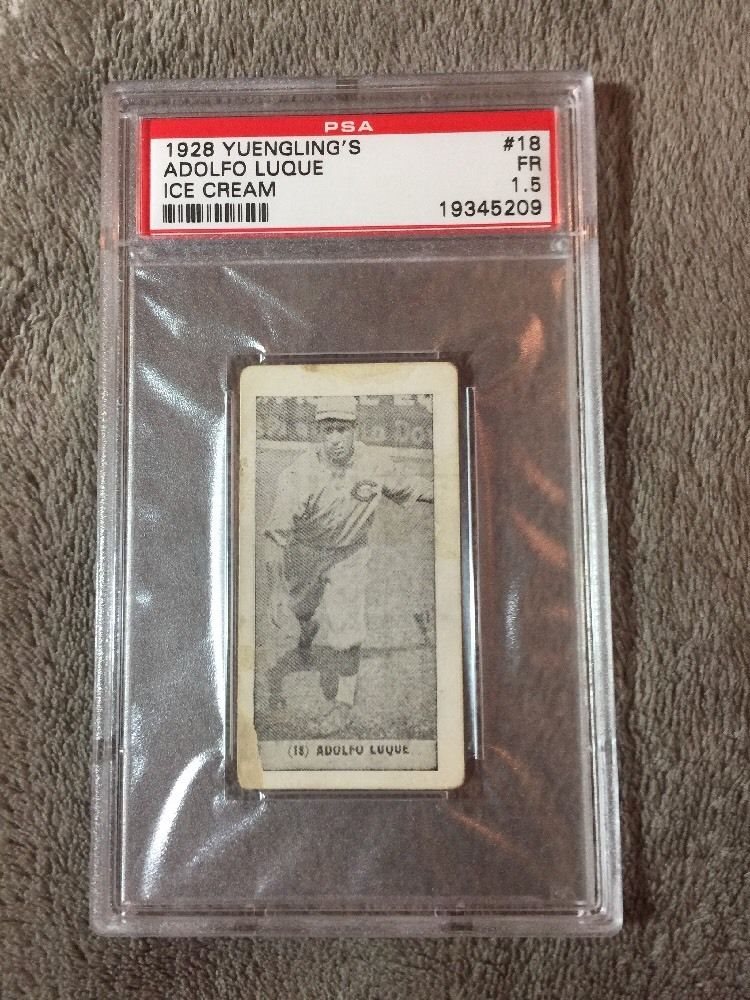 PSA
1928 YUENGLING'S #18
ADOLFO LUQUE FR
ICE CREAM 1.5
19345209
C
(18) ADOLFO LUQUE